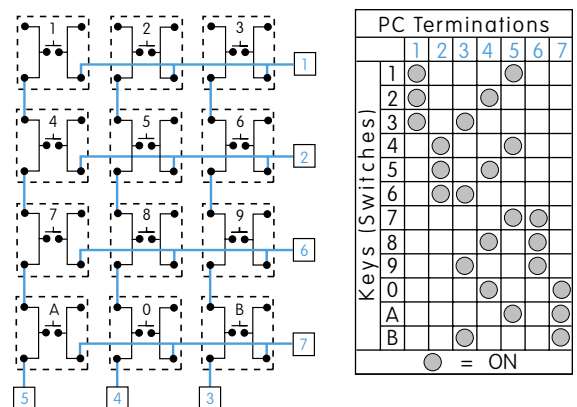 1 2 3
1
4 5 6
2
7 8 9
6
A 0 B
7
5 4 3
PC Terminations
1 2 3 4 5 6 7
Keys (Switches)
1
2
3
4
5
6
7
8
9
0
A
B
= ON